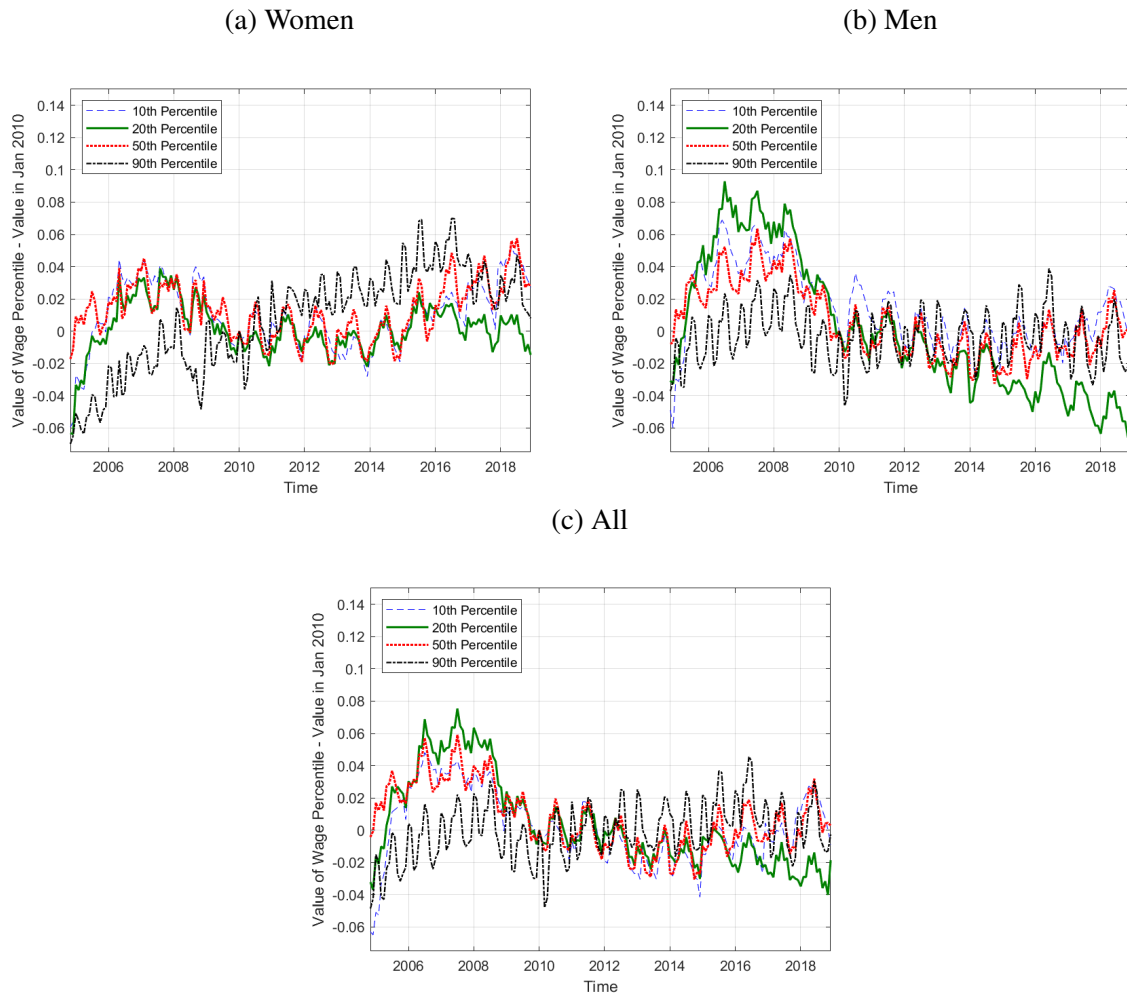 (a) Women
Value of Wage Percentile - Value in Jan 2010
0.14
0.12
0.1
0.08
0.06
0.04
0.02
0
-0.02
-0.04
-0.06
10th Percentile
20th Percentile
50th Percentile
90th Percentile
2006 2008 2010 2012 2014 2016 2018
Time
(b) Men
Value of Wage Percentile - Value in Jan 2010
0.14
0.12
0.1
0.08
0.06
0.04
0.02
0
-0.02
-0.04
-0.06
10th Percentile
20th Percentile
50th Percentile
90th Percentile
2006 2008 2010 2012 2014 2016 2018
Time
(c) All
Value of Wage Percentile - Value in Jan 2010
0.14
0.12
0.1
0.08
0.06
0.04
0.02
0
-0.02
-0.04
-0.06
10th Percentile
20th Percentile
50th Percentile
90th Percentile
2006 2008 2010 2012 2014 2016 2018
Time